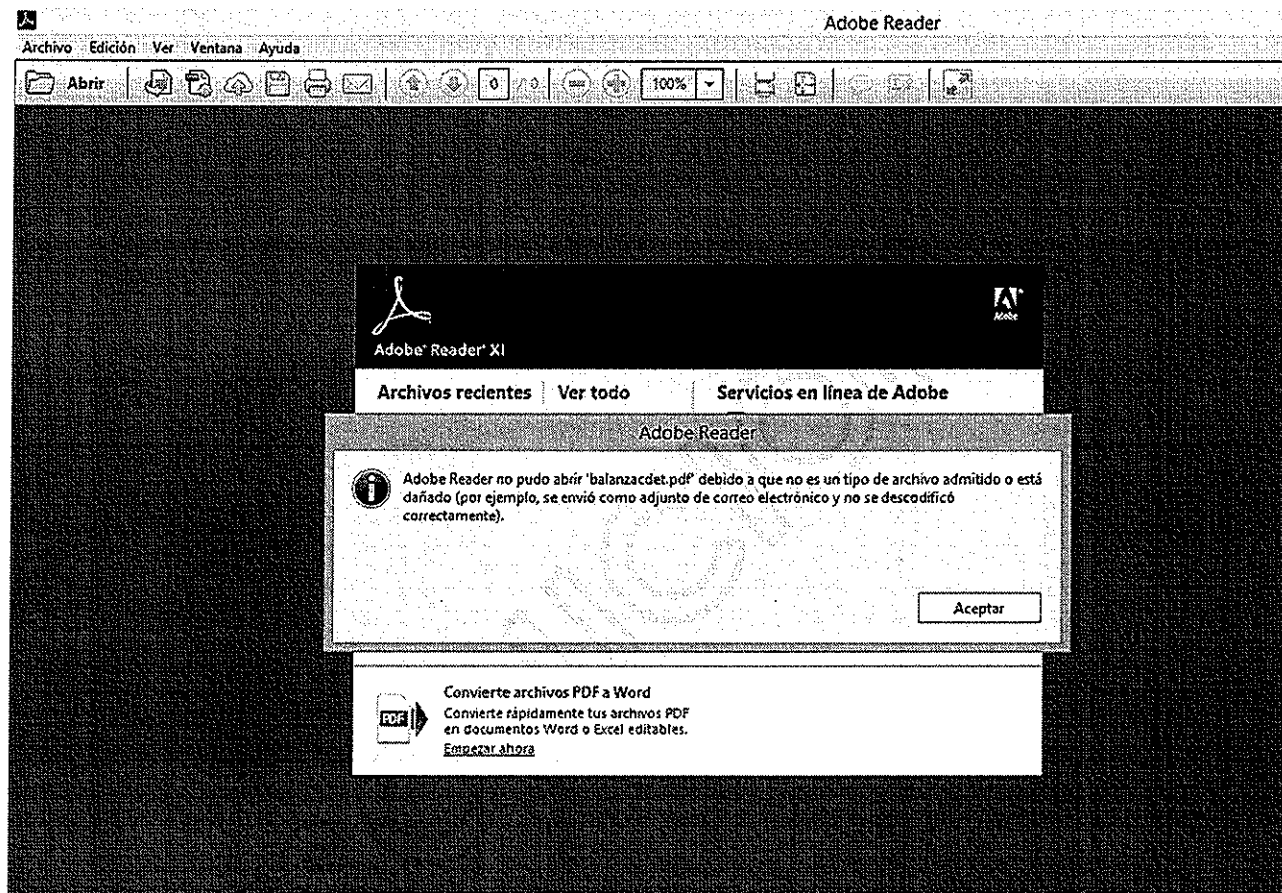 Adobe Reader
Archivo Edición Ver Ventana Ayuda
Abrir 0 / 0 100%
Adobe
Adobe® Reader® XI
Archivos recientes Ver todo Servicios en línea de Adobe
Adobe Reader
Adobe Reader no pudo abrir 'balanzacdet.pdf' debido a que no es un tipo de archivo admitido o está
dañado (por ejemplo, se envió como adjunto de correo electrónico y no se descodificó
correctamente).
Aceptar
Convierte archivos PDF a Word
PDF
Convierte rápidamente tus archivos PDF
en documentos Word o Excel editables.
Empezar ahora